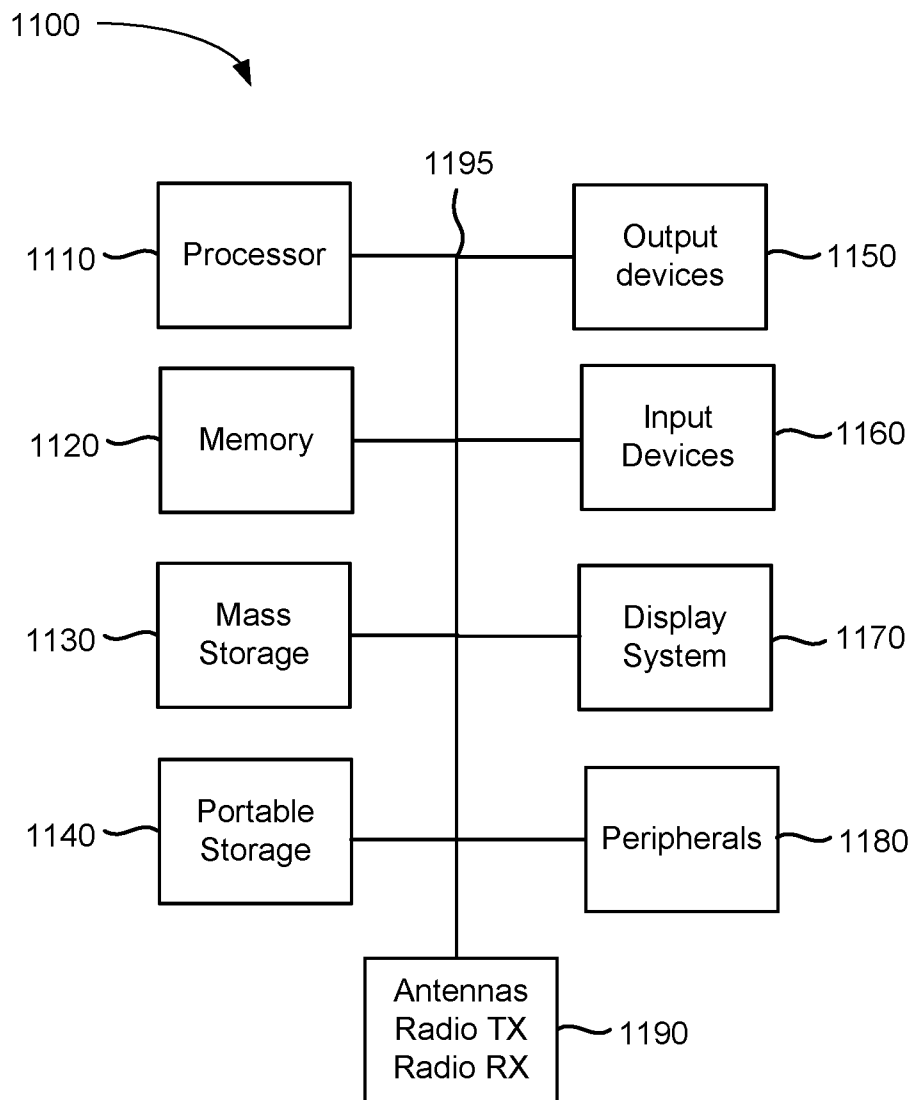 1100
1195
Processor
1110
Output
devices
1150
Memory
1120
Input
Devices
1160
Mass
Storage
1130
Display
System
1170
Portable
Storage
1140
Peripherals
1180
Antennas
Radio TX
Radio RX
1190